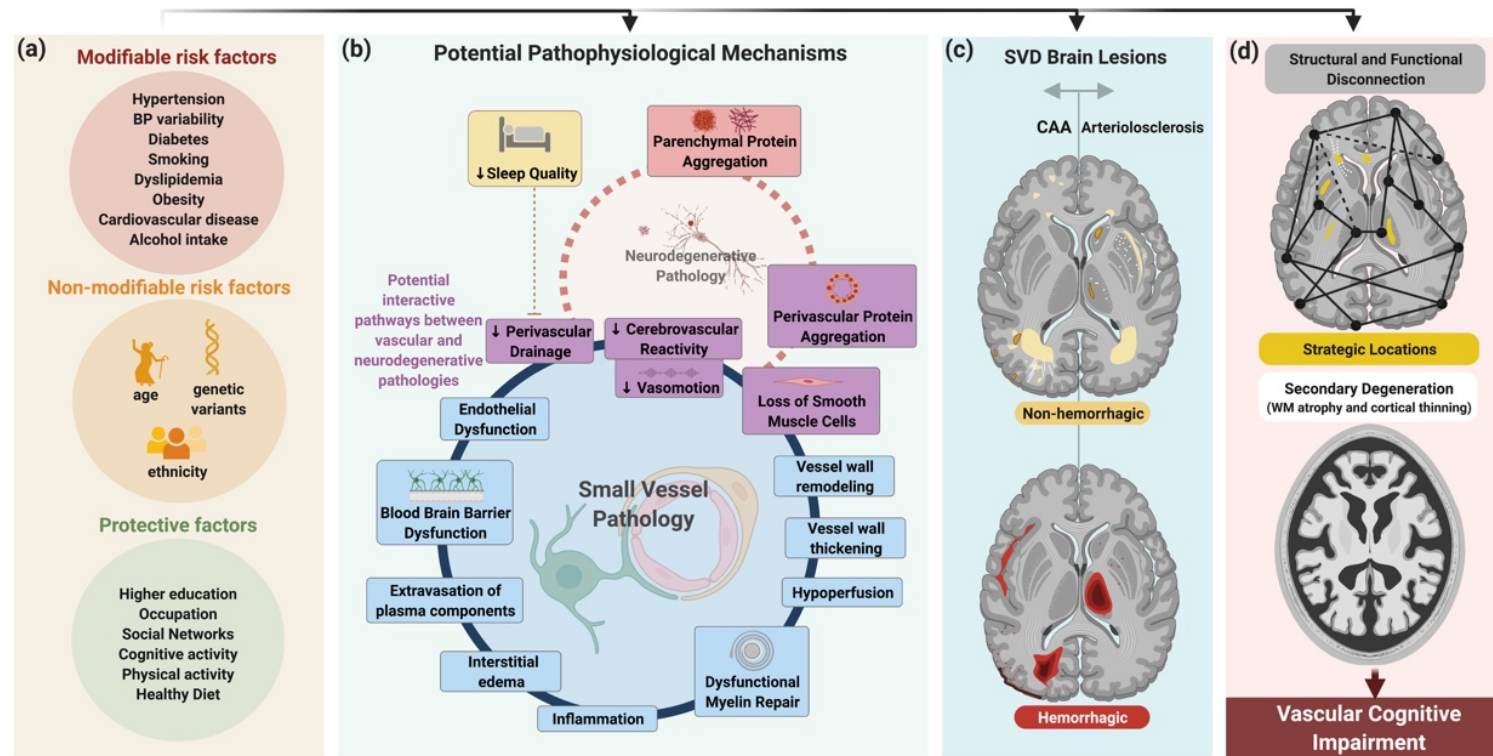 (a)
Modifiable risk factors
Hypertension
BP variability
Diabetes
Smoking
Dyslipidemia
Obesity
Cardiovascular disease
Alcohol intake
Non-modifiable risk factors
age
genetic
variants
ethnicity
Protective factors
Higher education
Occupation
Social Networks
Cognitive activity
Physical activity
Healthy Diet
(b)
Potential Pathophysiological Mechanisms
↓Sleep Quality
Parenchymal Protein
Aggregation
Neurodegenerative
Pathology
Potential
interactive
pathways between
vascular and
neurodegenerative
pathologies
↓ Perivascular
Drainage
↓ Cerebrovascular
Reactivity
↓ Vasomotion
Perivascular Protein
Aggregation
Loss of Smooth
Muscle Cells
Endothelial
Dysfunction
Blood Brain Barrier
Dysfunction
Small Vessel
Pathology
Vessel wall
remodeling
Vessel wall
thickening
Extravasation of
plasma components
Hypoperfusion
Interstitial
edema
Dysfunctional
Myelin Repair
Inflammation
(c)
SVD Brain Lesions
CAA
Arteriolosclerosis
Non-hemorrhagic
Hemorrhagic
(d)
Structural and Functional
Disconnection
Strategic Locations
Secondary Degeneration
(WM atrophy and cortical thinning)
Vascular Cognitive
Impairment